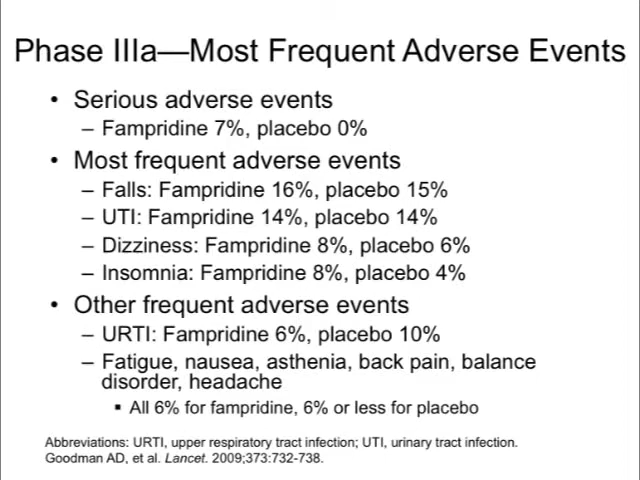 Phase IIIa—Most Frequent Adverse Events
• Serious adverse events
– Fampridine 7%, placebo 0%
• Most frequent adverse events
– Falls: Fampridine 16%, placebo 15%
– UTI: Fampridine 14%, placebo 14%
– Dizziness: Fampridine 8%, placebo 6%
– Insomnia: Fampridine 8%, placebo 4%
• Other frequent adverse events
– URTI: Fampridine 6%, placebo 10%
– Fatigue, nausea, asthenia, back pain, balance
disorder, headache
▪ All 6% for fampridine, 6% or less for placebo
Abbreviations: URTI, upper respiratory tract infection; UTI, urinary tract infection.
Goodman AD, et al. Lancet. 2009;373:732-738.